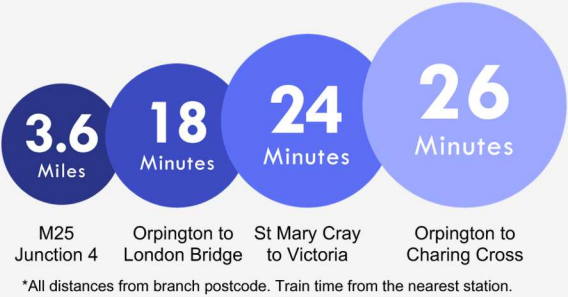 3.6
Miles
18
Minutes
24
Minutes
26
Minutes
M25
Junction 4
Orpington to
London Bridge
St Mary Cray
to Victoria
Orpington to
Charing Cross
*All distances from branch postcode. Train time from the nearest station.